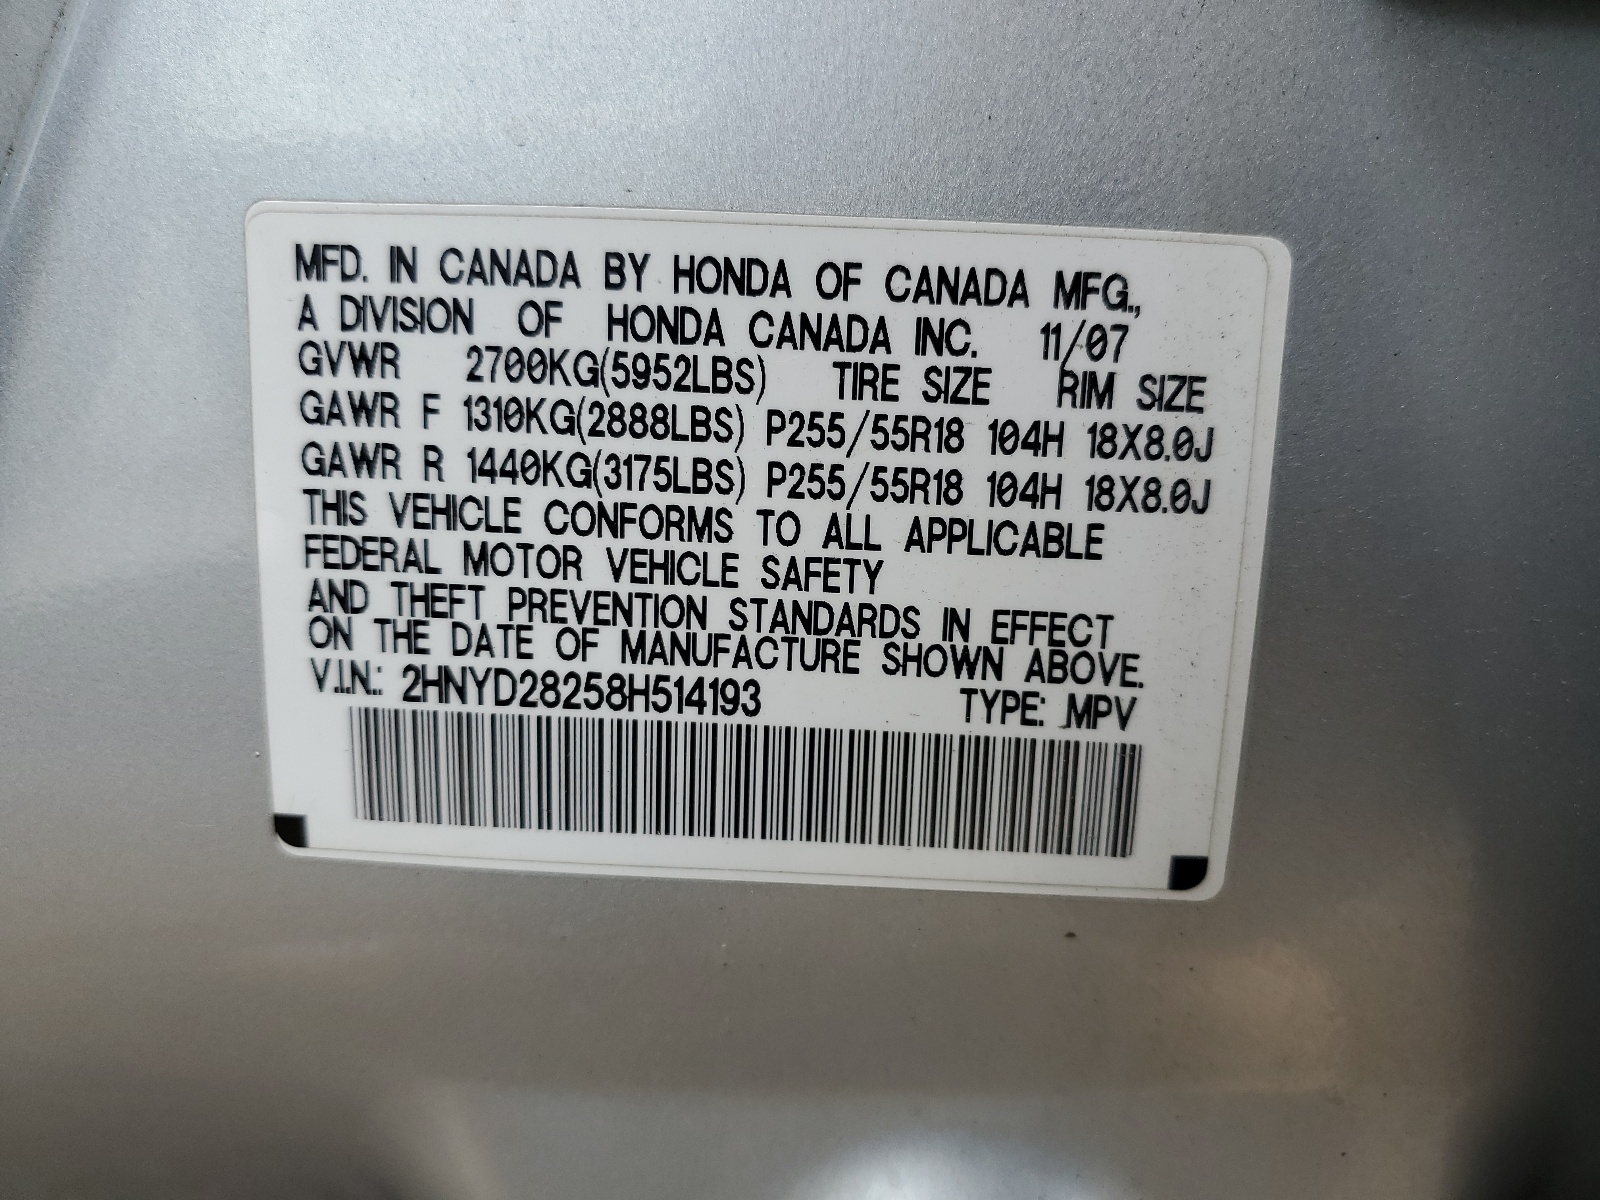 MFD. IN CANADA BY HONDA OF CANADA MFG.,
A DIVISION OF HONDA CANADA INC. 11/07
GVWR 2700KG(5952LBS) TIRE SIZE RIM SIZE
GAWR F 1310KG(2888LBS) P255/55R18 104H 18X8.0J
GAWR R 1440KG(3175LBS) P255/55R18 104H 18X8.0J
THIS VEHICLE CONFORMS TO ALL APPLICABLE
FEDERAL MOTOR VEHICLE SAFETY
AND THEFT PREVENTION STANDARDS IN EFFECT
ON THE DATE OF MANUFACTURE SHOWN ABOVE.
V.I.N.: 2HNYD28258H514193 TYPE: MPV